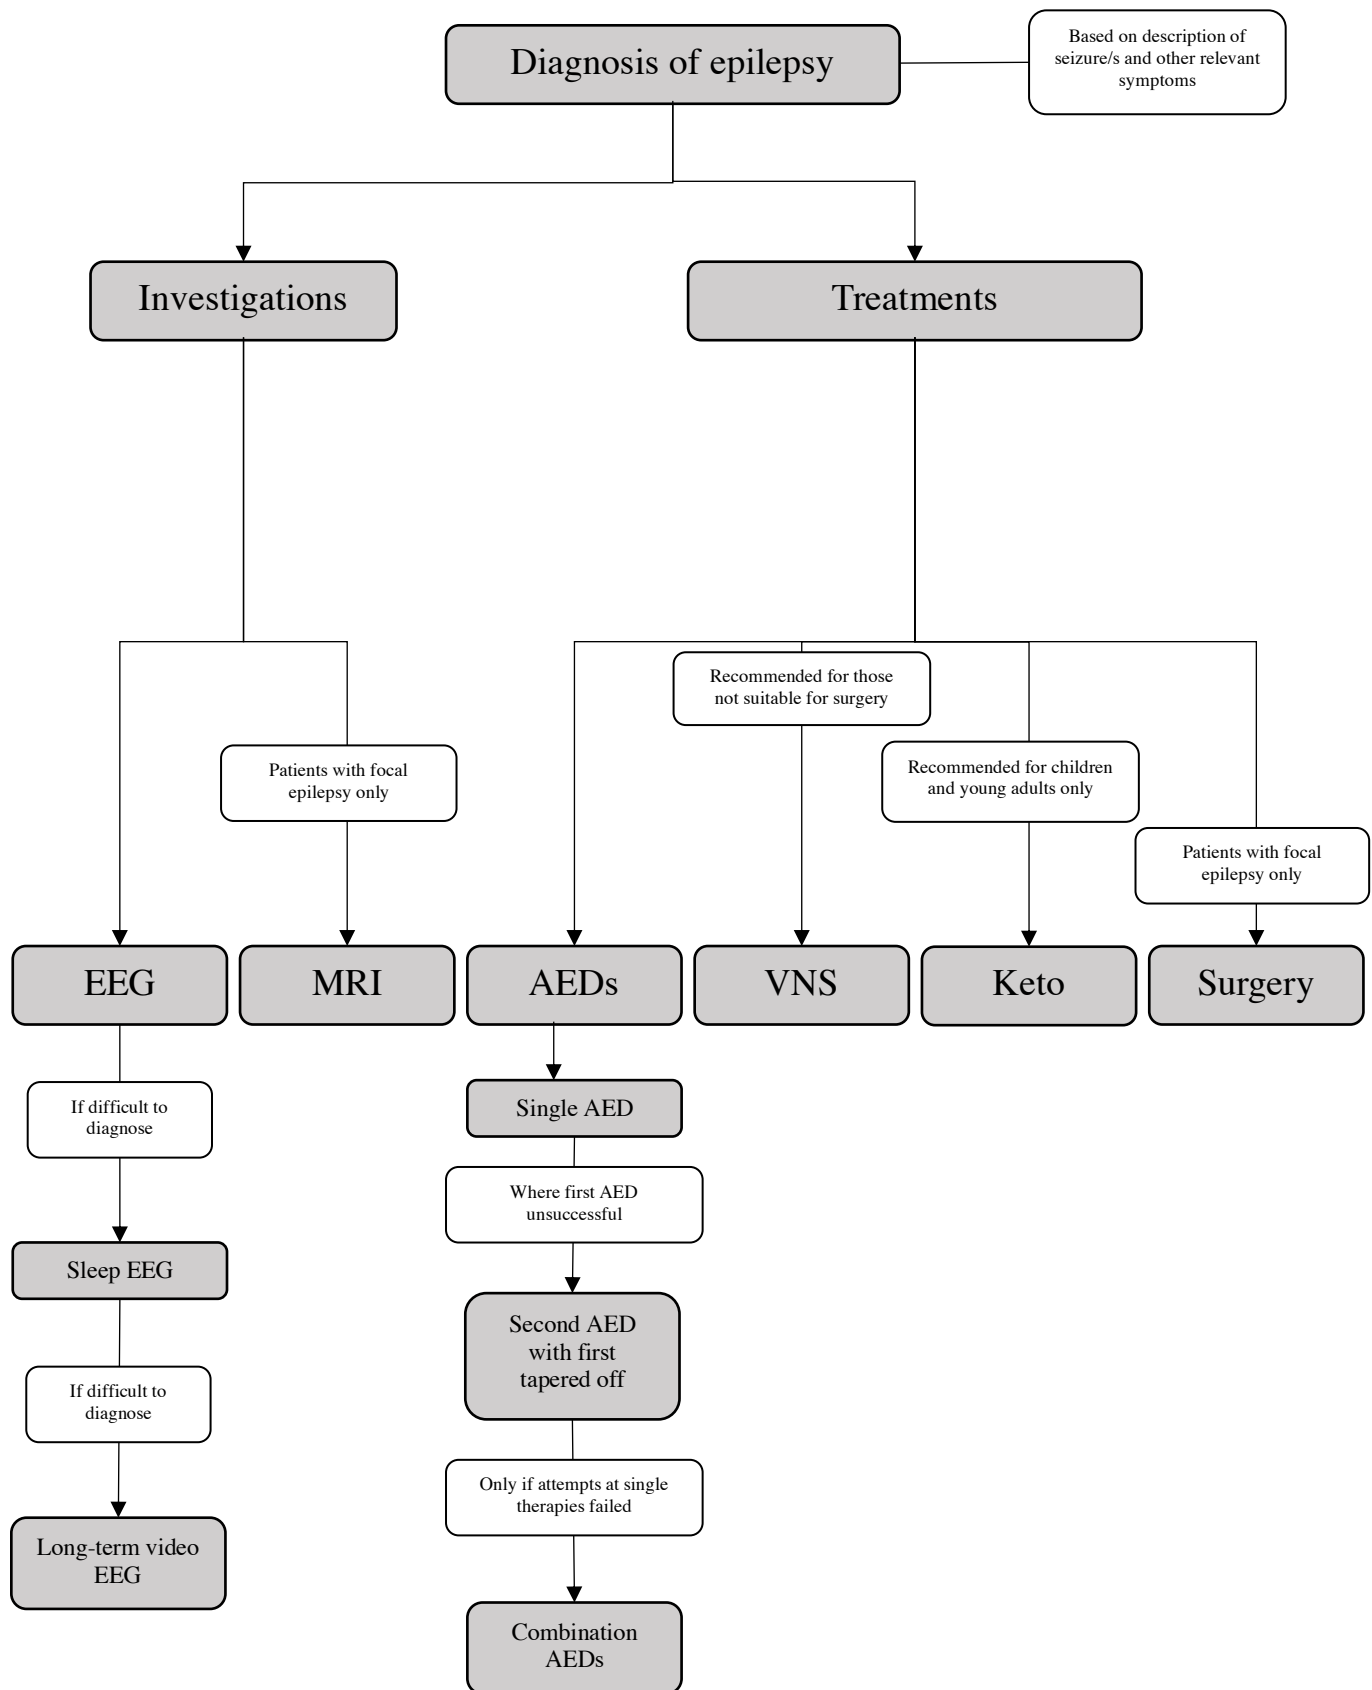 Diagnosis of epilepsy
Based on description of
seizure/s and other relevant
symptoms
Investigations
Treatments
Recommended for those
not suitable for surgery
Patients with focal
epilepsy only
Recommended for children
and young adults only
Patients with focal
epilepsy only
EEG
MRI
AEDs
VNS
Keto
Surgery
If difficult to
diagnose
Single AED
Where first AED
unsuccessful
Sleep EEG
Second AED
with first
tapered off
If difficult to
diagnose
Only if attempts at single
therapies failed
Long-term video
EEG
Combination
AEDs